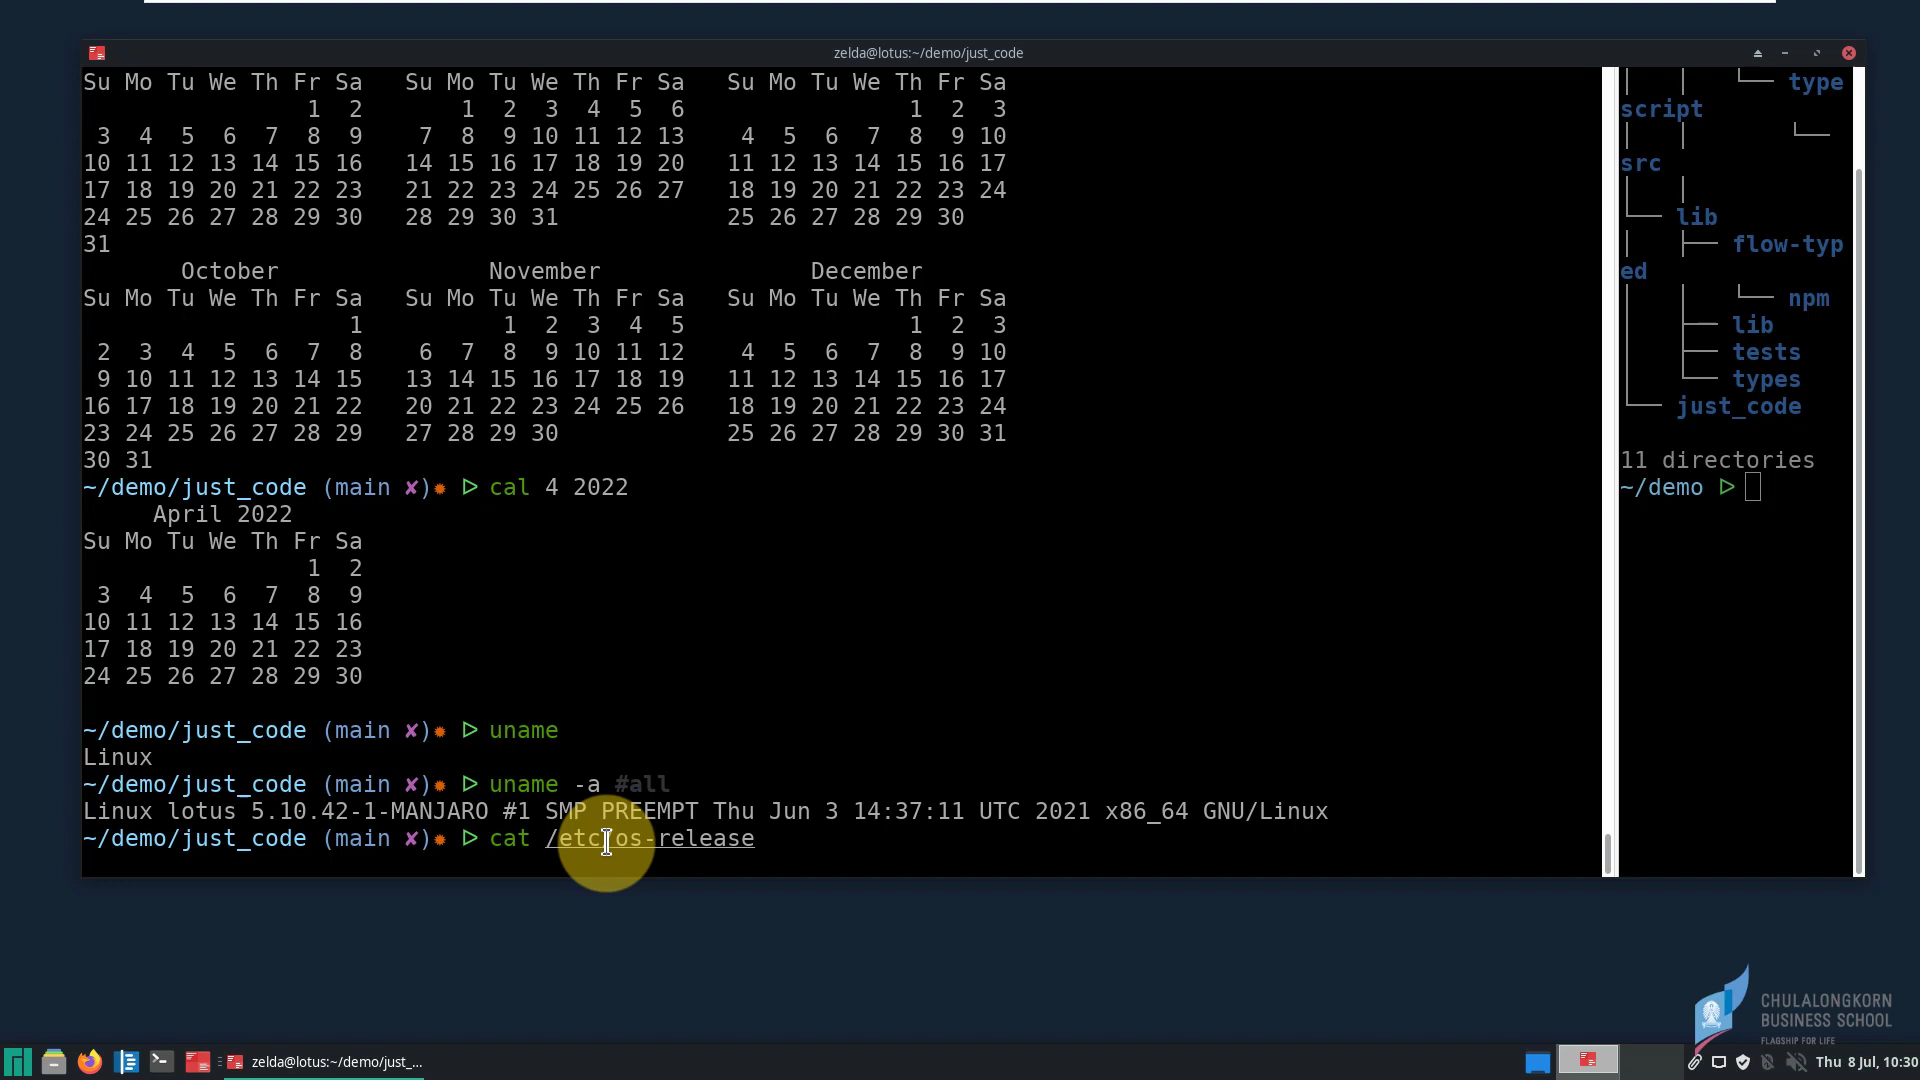 zelda@lotus:~/demo/just_code
Su Mo Tu We Th Fr Sa   Su Mo Tu We Th Fr Sa   Su Mo Tu We Th Fr Sa
                1  2       1  2  3  4  5  6                1  2  3
 3  4  5  6  7  8  9    7  8  9 10 11 12 13    4  5  6  7  8  9 10
10 11 12 13 14 15 16   14 15 16 17 18 19 20   11 12 13 14 15 16 17
17 18 19 20 21 22 23   21 22 23 24 25 26 27   18 19 20 21 22 23 24
24 25 26 27 28 29 30   28 29 30 31            25 26 27 28 29 30
31
       October               November               December
Su Mo Tu We Th Fr Sa   Su Mo Tu We Th Fr Sa   Su Mo Tu We Th Fr Sa
                   1          1  2  3  4  5                1  2  3
 2  3  4  5  6  7  8    6  7  8  9 10 11 12    4  5  6  7  8  9 10
 9 10 11 12 13 14 15   13 14 15 16 17 18 19   11 12 13 14 15 16 17
16 17 18 19 20 21 22   20 21 22 23 24 25 26   18 19 20 21 22 23 24
23 24 25 26 27 28 29   27 28 29 30            25 26 27 28 29 30 31
30 31
~/demo/just_code (main ✘)✹ ▷ cal 4 2022
     April 2022
Su Mo Tu We Th Fr Sa
                1  2
 3  4  5  6  7  8  9
10 11 12 13 14 15 16
17 18 19 20 21 22 23
24 25 26 27 28 29 30
~/demo/just_code (main ✘)✹ ▷ uname
Linux
~/demo/just_code (main ✘)✹ ▷ uname -a #all
Linux lotus 5.10.42-1-MANJARO #1 SMP PREEMPT Thu Jun 3 14:37:11 UTC 2021 x86_64 GNU/Linux
~/demo/just_code (main ✘)✹ ▷ cat /etc/os-release
│   │   └── type
script
│   │       └──
src
│   │
└── lib
│   ├── flow-typ
ed
│   │   └── npm
│   ├── lib
│   ├── tests
│   └── types
└── just_code
11 directories
~/demo ▷
CHULALONGKORN
BUSINESS SCHOOL
FLAGSHIP FOR LIFE
zelda@lotus:~/demo/just_...
Thu 8 Jul, 10:30